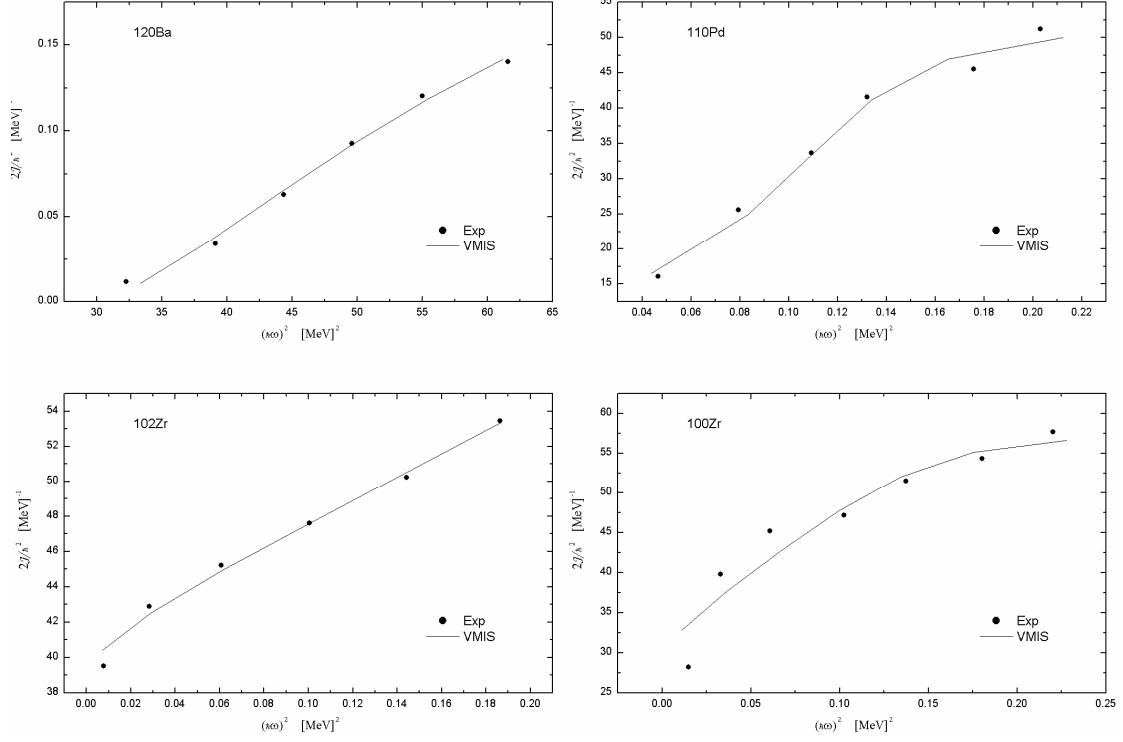 120Ba
0.15
0.10
0.05
0.00
[MeV]
Exp
VMIS
30 35 40 45 50 55 60 65
(ℏω)² [MeV]²
110Pd
55
50
45
40
35
30
25
20
15
2𝒥/ℏ² [MeV]⁻¹
Exp
VMIS
0.04 0.06 0.08 0.10 0.12 0.14 0.16 0.18 0.20 0.22
(ℏω)² [MeV]²
102Zr
54
52
50
48
46
44
42
40
38
2𝒥/ℏ² [MeV]⁻¹
Exp
VMIS
0.00 0.02 0.04 0.06 0.08 0.10 0.12 0.14 0.16 0.18 0.20
(ℏω)² [MeV]²
100Zr
60
55
50
45
40
35
30
25
2𝒥/ℏ² [MeV]⁻¹
Exp
VMIS
0.00 0.05 0.10 0.15 0.20 0.25
(ℏω)² [MeV]²